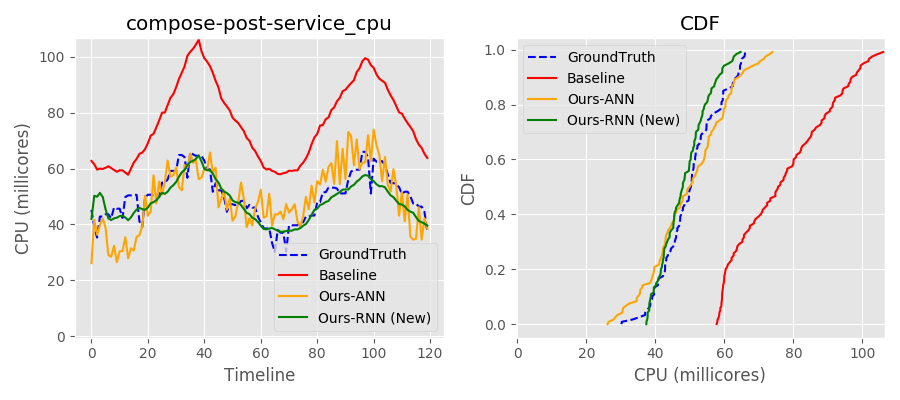 compose-post-service_cpu
CPU (millicores)
100
80
60
40
20
0
GroundTruth
Baseline
Ours-ANN
Ours-RNN (New)
0 20 40 60 80 100 120
Timeline
CDF
CDF
1.0
0.8
0.6
0.4
0.2
0.0
GroundTruth
Baseline
Ours-ANN
Ours-RNN (New)
0 20 40 60 80 100
CPU (millicores)